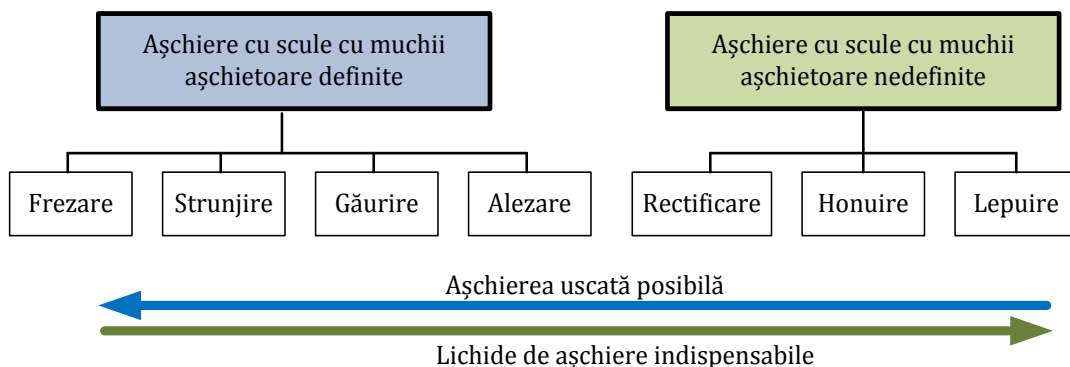 Așchiere cu scule cu muchii
așchietoare definite
Așchiere cu scule cu muchii
așchietoare nedefinite
Frezare
Strunjire
Găurire
Alezare
Rectificare
Honuire
Lepuire
Așchierea uscată posibilă
Lichide de așchiere indispensabile